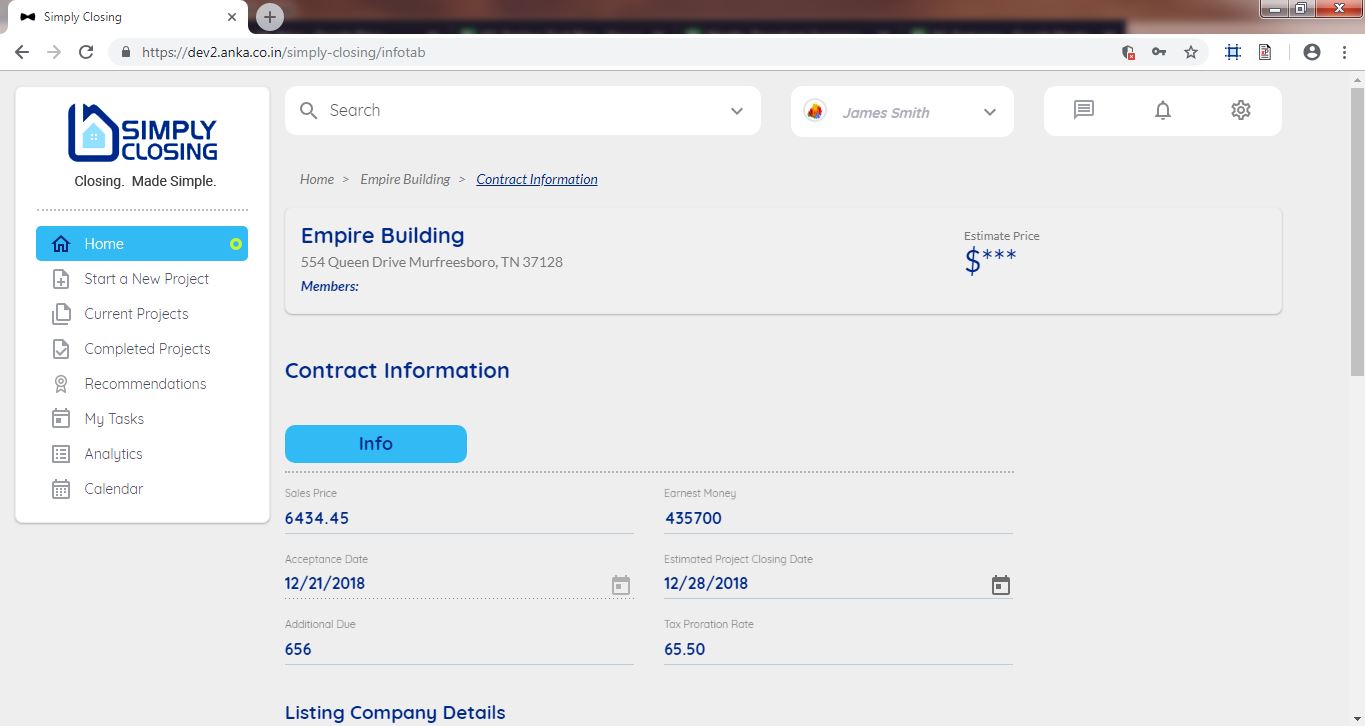 Simply Closing
https://dev2.anka.co.in/simply-closing/infotab
SIMPLY
CLOSING
Closing. Made Simple.
Search
James Smith
Home > Empire Building > Contract Information
Home
Start a New Project
Current Projects
Completed Projects
Recommendations
My Tasks
Analytics
Calendar
Empire Building
554 Queen Drive Murfreesboro, TN 37128
Members:
Estimate Price
$***
Contract Information
Info
Sales Price
6434.45
Earnest Money
435700
Acceptance Date
12/21/2018
Estimated Project Closing Date
12/28/2018
Additional Due
656
Tax Proration Rate
65.50
Listing Company Details